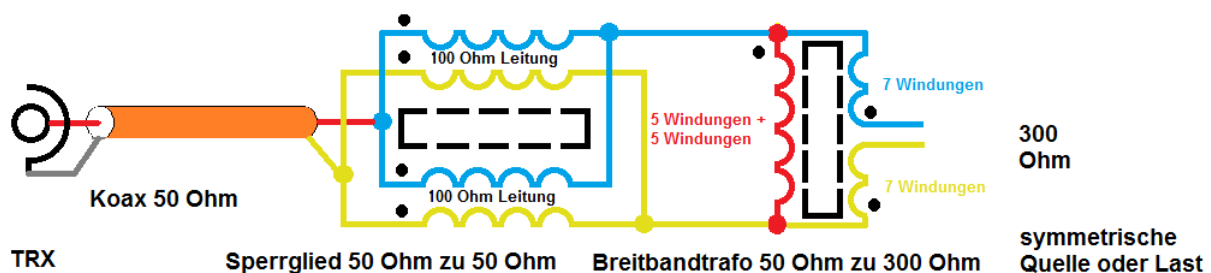 100 Ohm Leitung
7 Windungen
5 Windungen +
5 Windungen
300
Ohm
Koax 50 Ohm
100 Ohm Leitung
7 Windungen
TRX
Sperrglied 50 Ohm zu 50 Ohm
Breitbandtrafo 50 Ohm zu 300 Ohm
symmetrische
Quelle oder Last